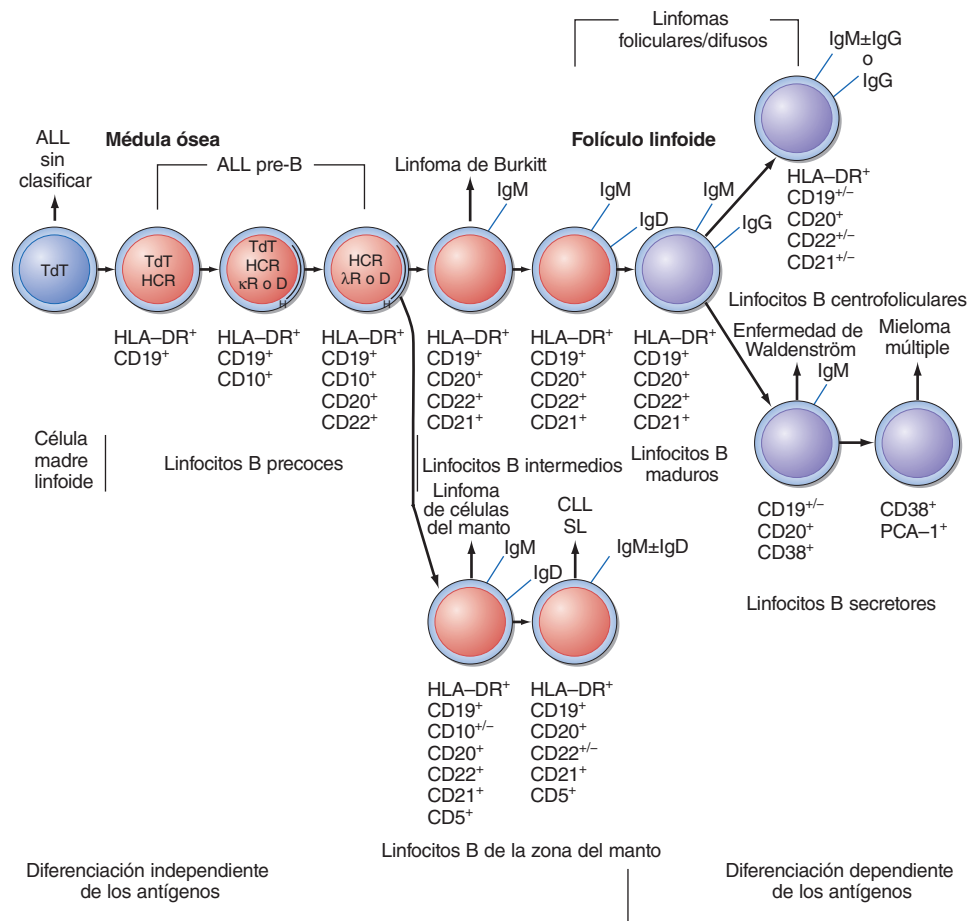 Linfomas
foliculares/difusos
IgM±IgG
o
IgG
ALL
sin
clasificar
Médula ósea
ALL pre-B
Linfoma de Burkitt
Folículo linfoide
IgM
IgM
IgD
IgM
IgG
HLA–DR+
CD19+/–
CD20+
CD22+/–
CD21+/–
TdT
TdT
HCR
TdT
HCR
κR o D
H
HCR
λR o D
H
HLA–DR+
CD19+
HLA–DR+
CD19+
CD10+
HLA–DR+
CD19+
CD10+
CD20+
CD22+
HLA–DR+
CD19+
CD20+
CD22+
CD21+
HLA–DR+
CD19+
CD20+
CD22+
CD21+
HLA–DR+
CD19+
CD20+
CD22+
CD21+
Linfocitos B centrofoliculares
Enfermedad de
Waldenström
IgM
Mieloma
múltiple
Célula
madre
linfoide
Linfocitos B precoces
Linfocitos B intermedios
Linfocitos B
maduros
CD19+/–
CD20+
CD38+
CD38+
PCA–1+
Linfocitos B secretores
Linfoma
de células
del manto
IgM
IgD
CLL
SL
IgM±IgD
HLA–DR+
CD19+
CD10+/–
CD20+
CD22+
CD21+
CD5+
HLA–DR+
CD19+
CD20+
CD22+/–
CD21+
CD5+
Linfocitos B de la zona del manto
Diferenciación independiente
de los antígenos
Diferenciación dependiente
de los antígenos